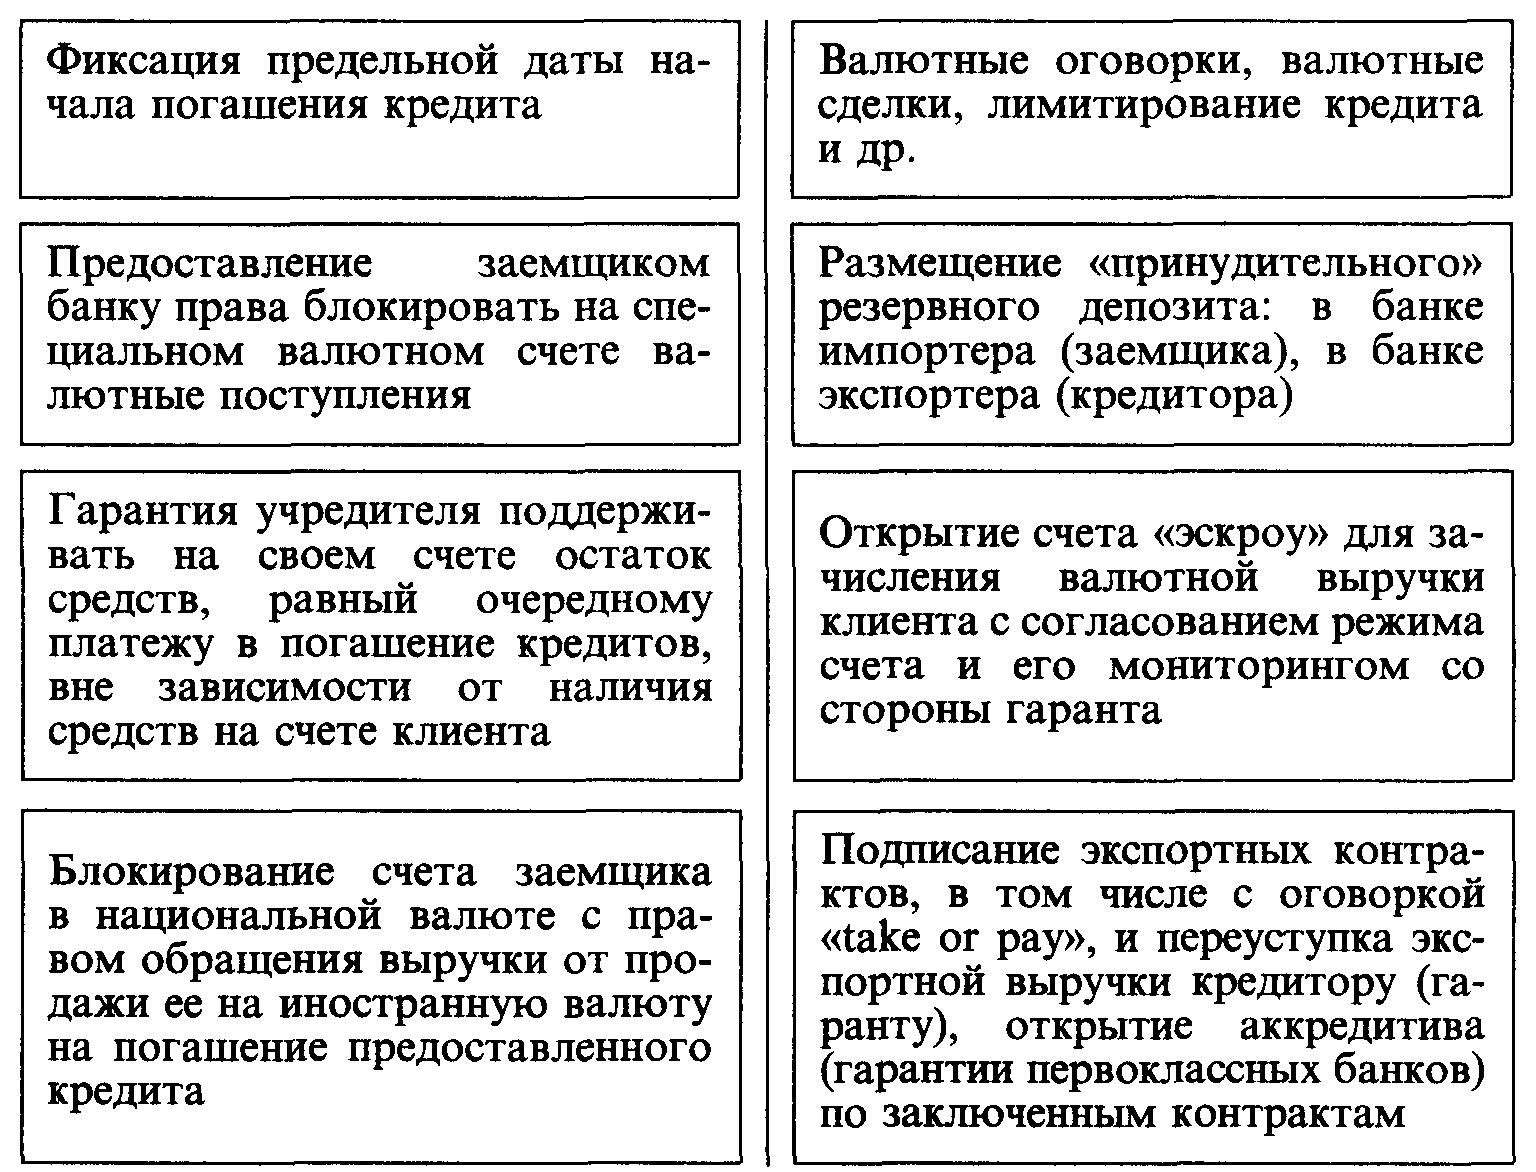 Фиксация предельной даты на-
чала погашения кредита
Валютные оговорки, валютные
сделки, лимитирование кредита
и др.
Предоставление заемщиком
банку права блокировать на спе-
циальном валютном счете ва-
лютные поступления
Размещение «принудительного»
резервного депозита: в банке
импортера (заемщика), в банке
экспортера (кредитора)
Гарантия учредителя поддержи-
вать на своем счете остаток
средств, равный очередному
платежу в погашение кредитов,
вне зависимости от наличия
средств на счете клиента
Открытие счета «эскроу» для за-
числения валютной выручки
клиента с согласованием режима
счета и его мониторингом со
стороны гаранта
Блокирование счета заемщика
в национальной валюте с пра-
вом обращения выручки от про-
дажи ее на иностранную валюту
на погашение предоставленного
кредита
Подписание экспортных контра-
ктов, в том числе с оговоркой
«take or pay», и переуступка экс-
портной выручки кредитору (га-
ранту), открытие аккредитива
(гарантии первоклассных банков)
по заключенным контрактам